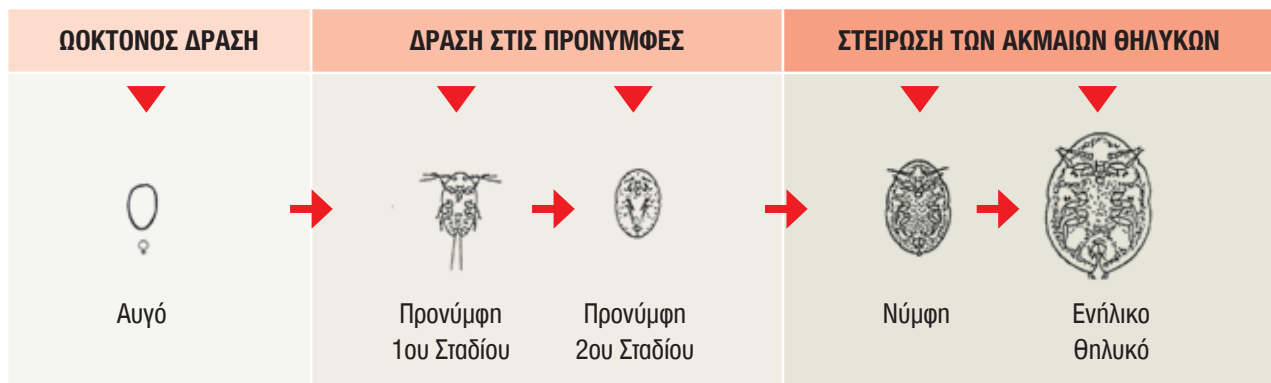 ΩΟΚΤΟΝΟΣ ΔΡΑΣΗ
ΔΡΑΣΗ ΣΤΙΣ ΠΡΟΝΥΜΦΕΣ
ΣΤΕΙΡΩΣΗ ΤΩΝ ΑΚΜΑΙΩΝ ΘΗΛΥΚΩΝ
Αυγό
Προνύμφη
1ου Σταδίου
Προνύμφη
2ου Σταδίου
Νύμφη
Ενήλικο
Θηλυκό